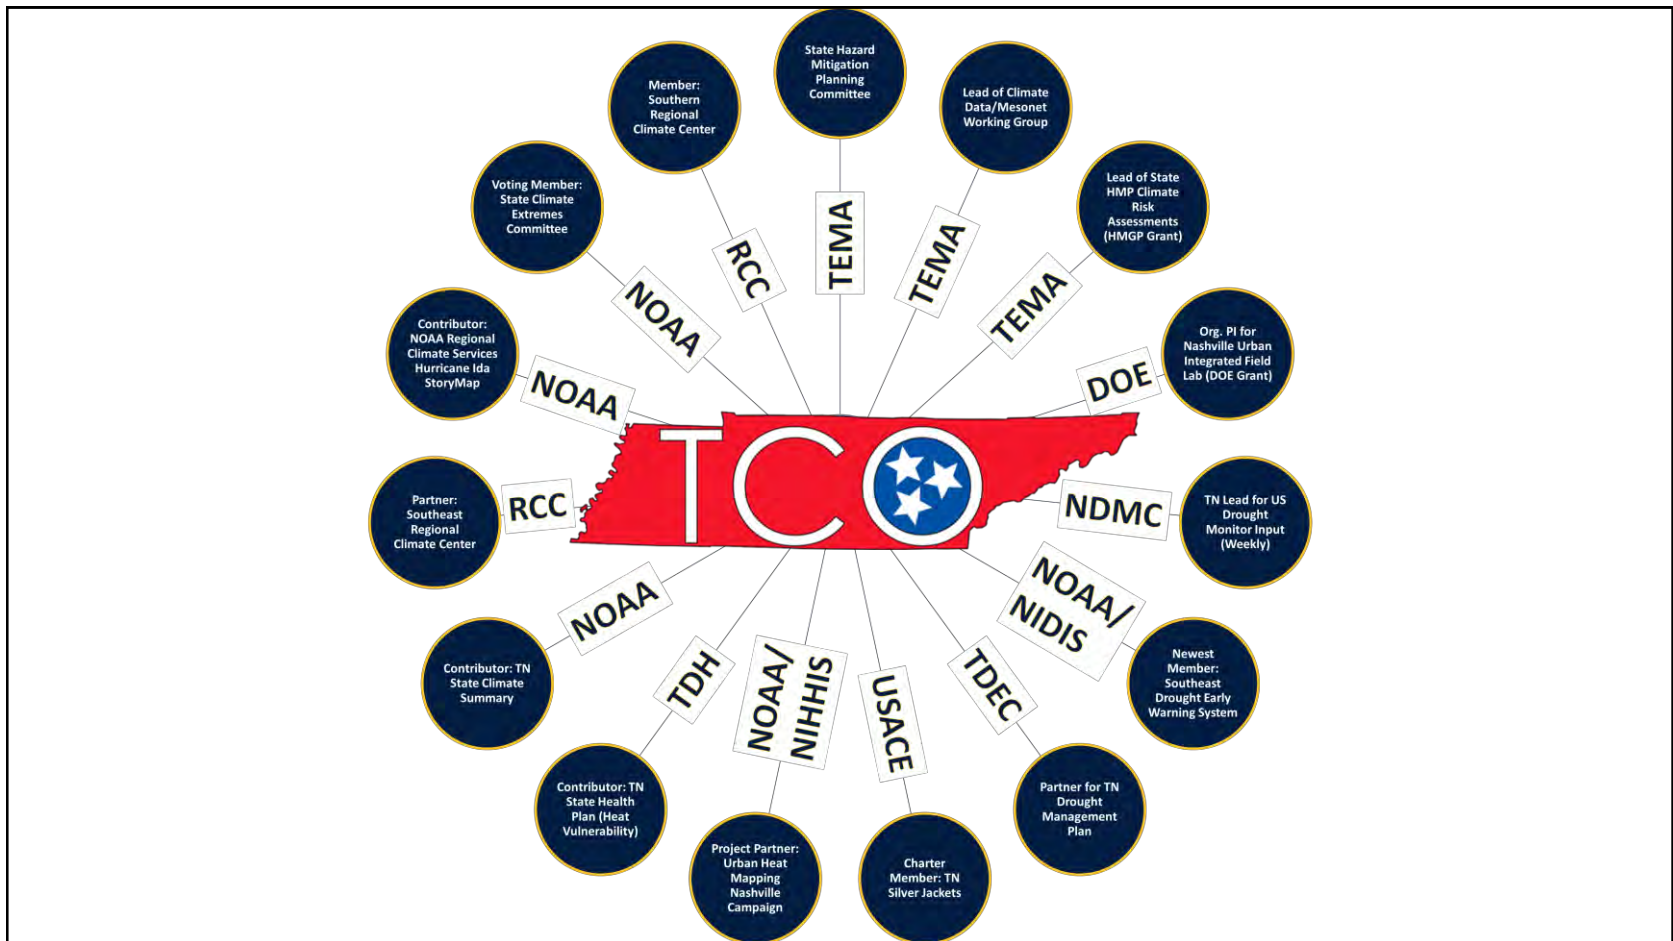 State Hazard
Mitigation
Planning
Committee
TEMA
Lead of Climate
Data/Mesonet
Working Group
TEMA
Lead of State
HMP Climate
Risk
Assessments
(HMGP Grant)
TEMA
Org. PI for
Nashville Urban
Integrated Field
Lab (DOE Grant)
DOE
TN Lead for US
Drought
Monitor Input
(Weekly)
NDMC
Newest
Member:
Southeast
Drought Early
Warning System
NOAA/
NIDIS
Partner for TN
Drought
Management
Plan
TDEC
Charter
Member: TN
Silver Jackets
USACE
Project Partner:
Urban Heat
Mapping
Nashville
Campaign
NOAA/
NIHHIS
Contributor: TN
State Health
Plan (Heat
Vulnerability)
TDH
Contributor: TN
State Climate
Summary
NOAA
Partner:
Southeast
Regional
Climate Center
RCC
Contributor:
NOAA Regional
Climate Services
Hurricane Ida
StoryMap
NOAA
Voting Member:
State Climate
Extremes
Committee
NOAA
Member:
Southern
Regional
Climate Center
RCC
TCO